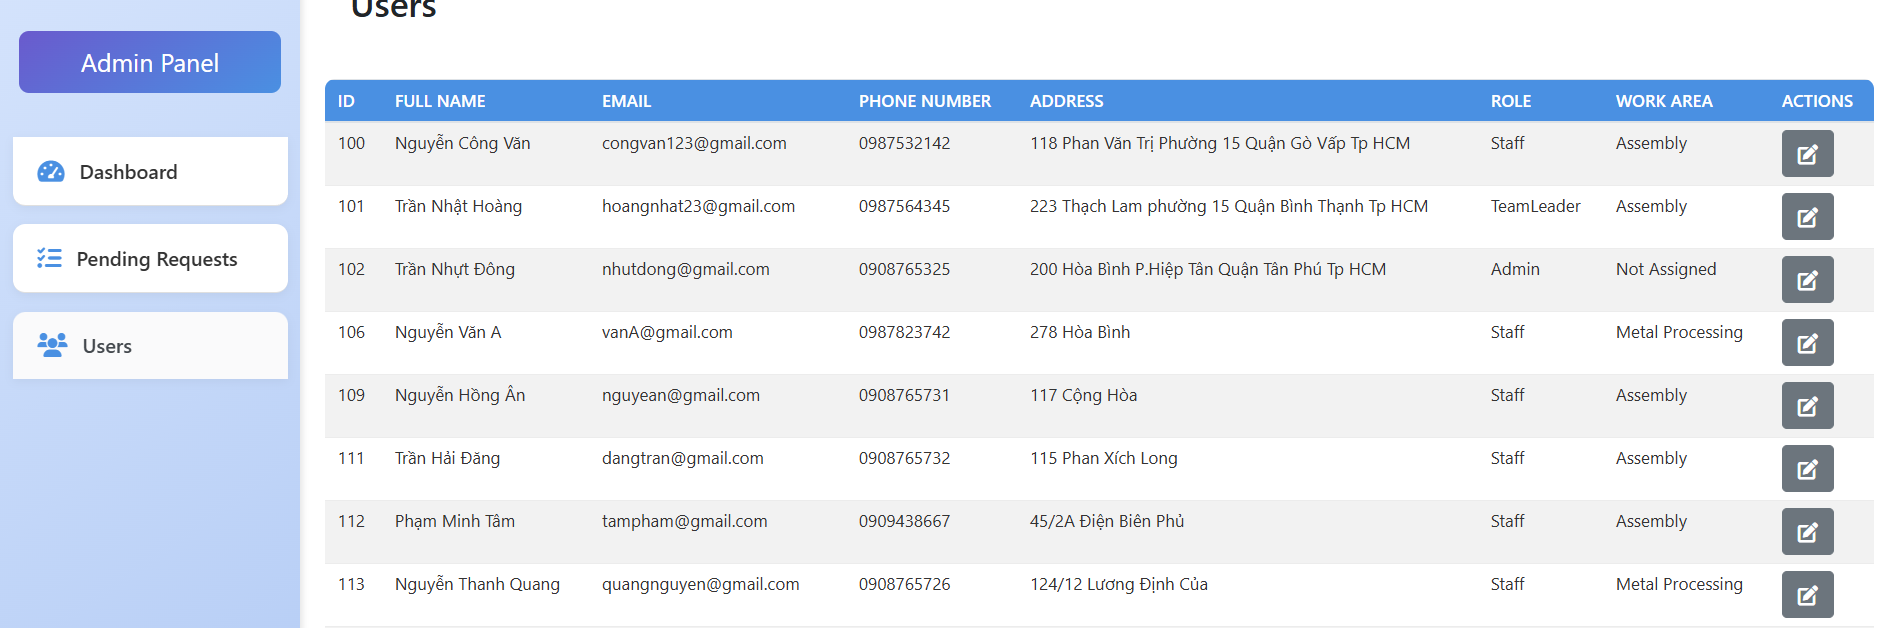 Users
Admin Panel
Dashboard
Pending Requests
Users
ID FULL NAME EMAIL PHONE NUMBER ADDRESS ROLE WORK AREA ACTIONS
100 Nguyễn Công Văn congvan123@gmail.com 0987532142 118 Phan Văn Trị Phường 15 Quận Gò Vấp Tp HCM Staff Assembly
101 Trần Nhật Hoàng hoangnhat23@gmail.com 0987564345 223 Thạch Lam phường 15 Quận Bình Thạnh Tp HCM TeamLeader Assembly
102 Trần Nhựt Đông nhutdong@gmail.com 0908765325 200 Hòa Bình P.Hiệp Tân Quận Tân Phú Tp HCM Admin Not Assigned
106 Nguyễn Văn A vanA@gmail.com 0987823742 278 Hòa Bình Staff Metal Processing
109 Nguyễn Hồng Ân nguyean@gmail.com 0908765731 117 Cộng Hòa Staff Assembly
111 Trần Hải Đăng dangtran@gmail.com 0908765732 115 Phan Xích Long Staff Assembly
112 Phạm Minh Tâm tampham@gmail.com 0909438667 45/2A Điện Biên Phủ Staff Assembly
113 Nguyễn Thanh Quang quangnguyen@gmail.com 0908765726 124/12 Lương Định Của Staff Metal Processing